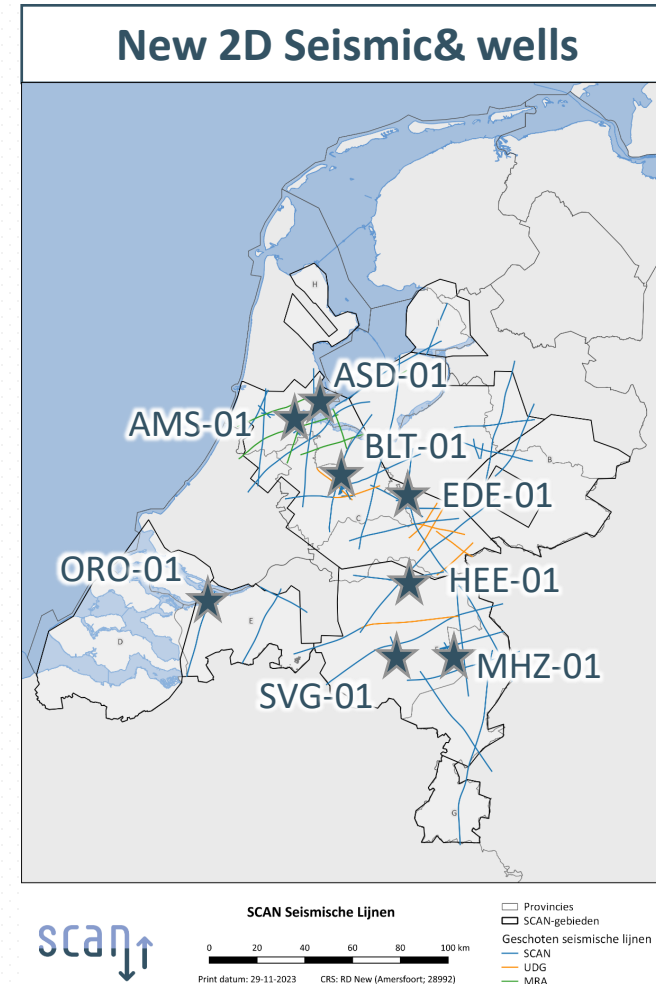 New 2D Seismic& wells
H
ASD-01
AMS-01
BLT-01
B
EDE-01
C
ORO-01
HEE-01
E
D
MHZ-01
SVG-01
G
SCAN Seismische Lijnen
scan
0 20 40 60 80 100 km
Print datum: 29-11-2023 CRS: RD New (Amersfoort; 28992)
Provincies
SCAN-gebieden
Geschoten seismische lijnen
SCAN
UDG
MRA